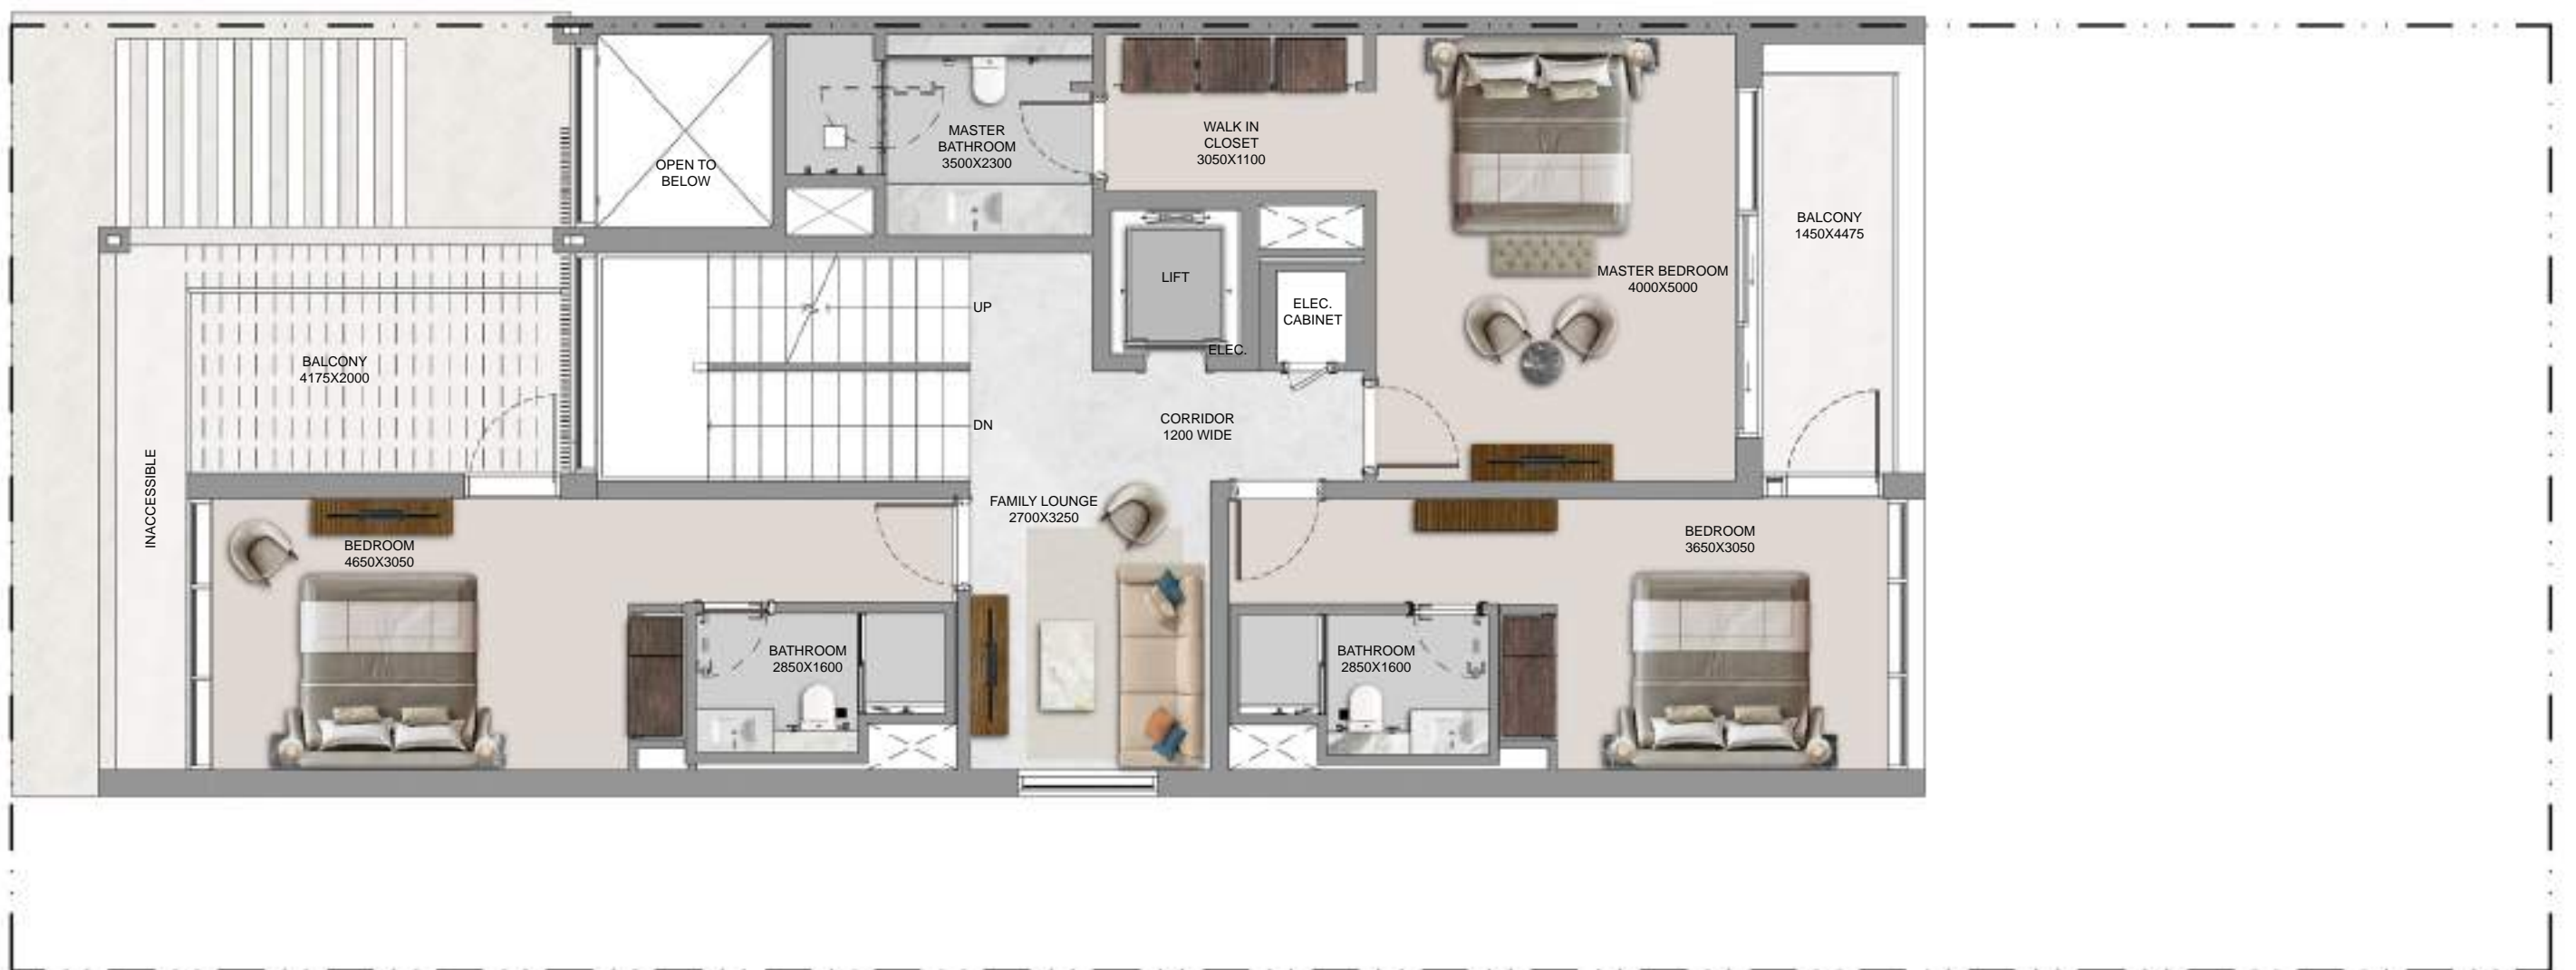 OPEN TO
BELOW
MASTER
BATHROOM
3500X2300
WALK IN
CLOSET
3050X1100
BALCONY
1450X4475
MASTER BEDROOM
4000X5000
LIFT
ELEC.
CABINET
ELEC.
UP
DN
BALCONY
4175X2000
CORRIDOR
1200 WIDE
INACCESSIBLE
FAMILY LOUNGE
2700X3250
BEDROOM
4650X3050
BEDROOM
3650X3050
BATHROOM
2850X1600
BATHROOM
2850X1600